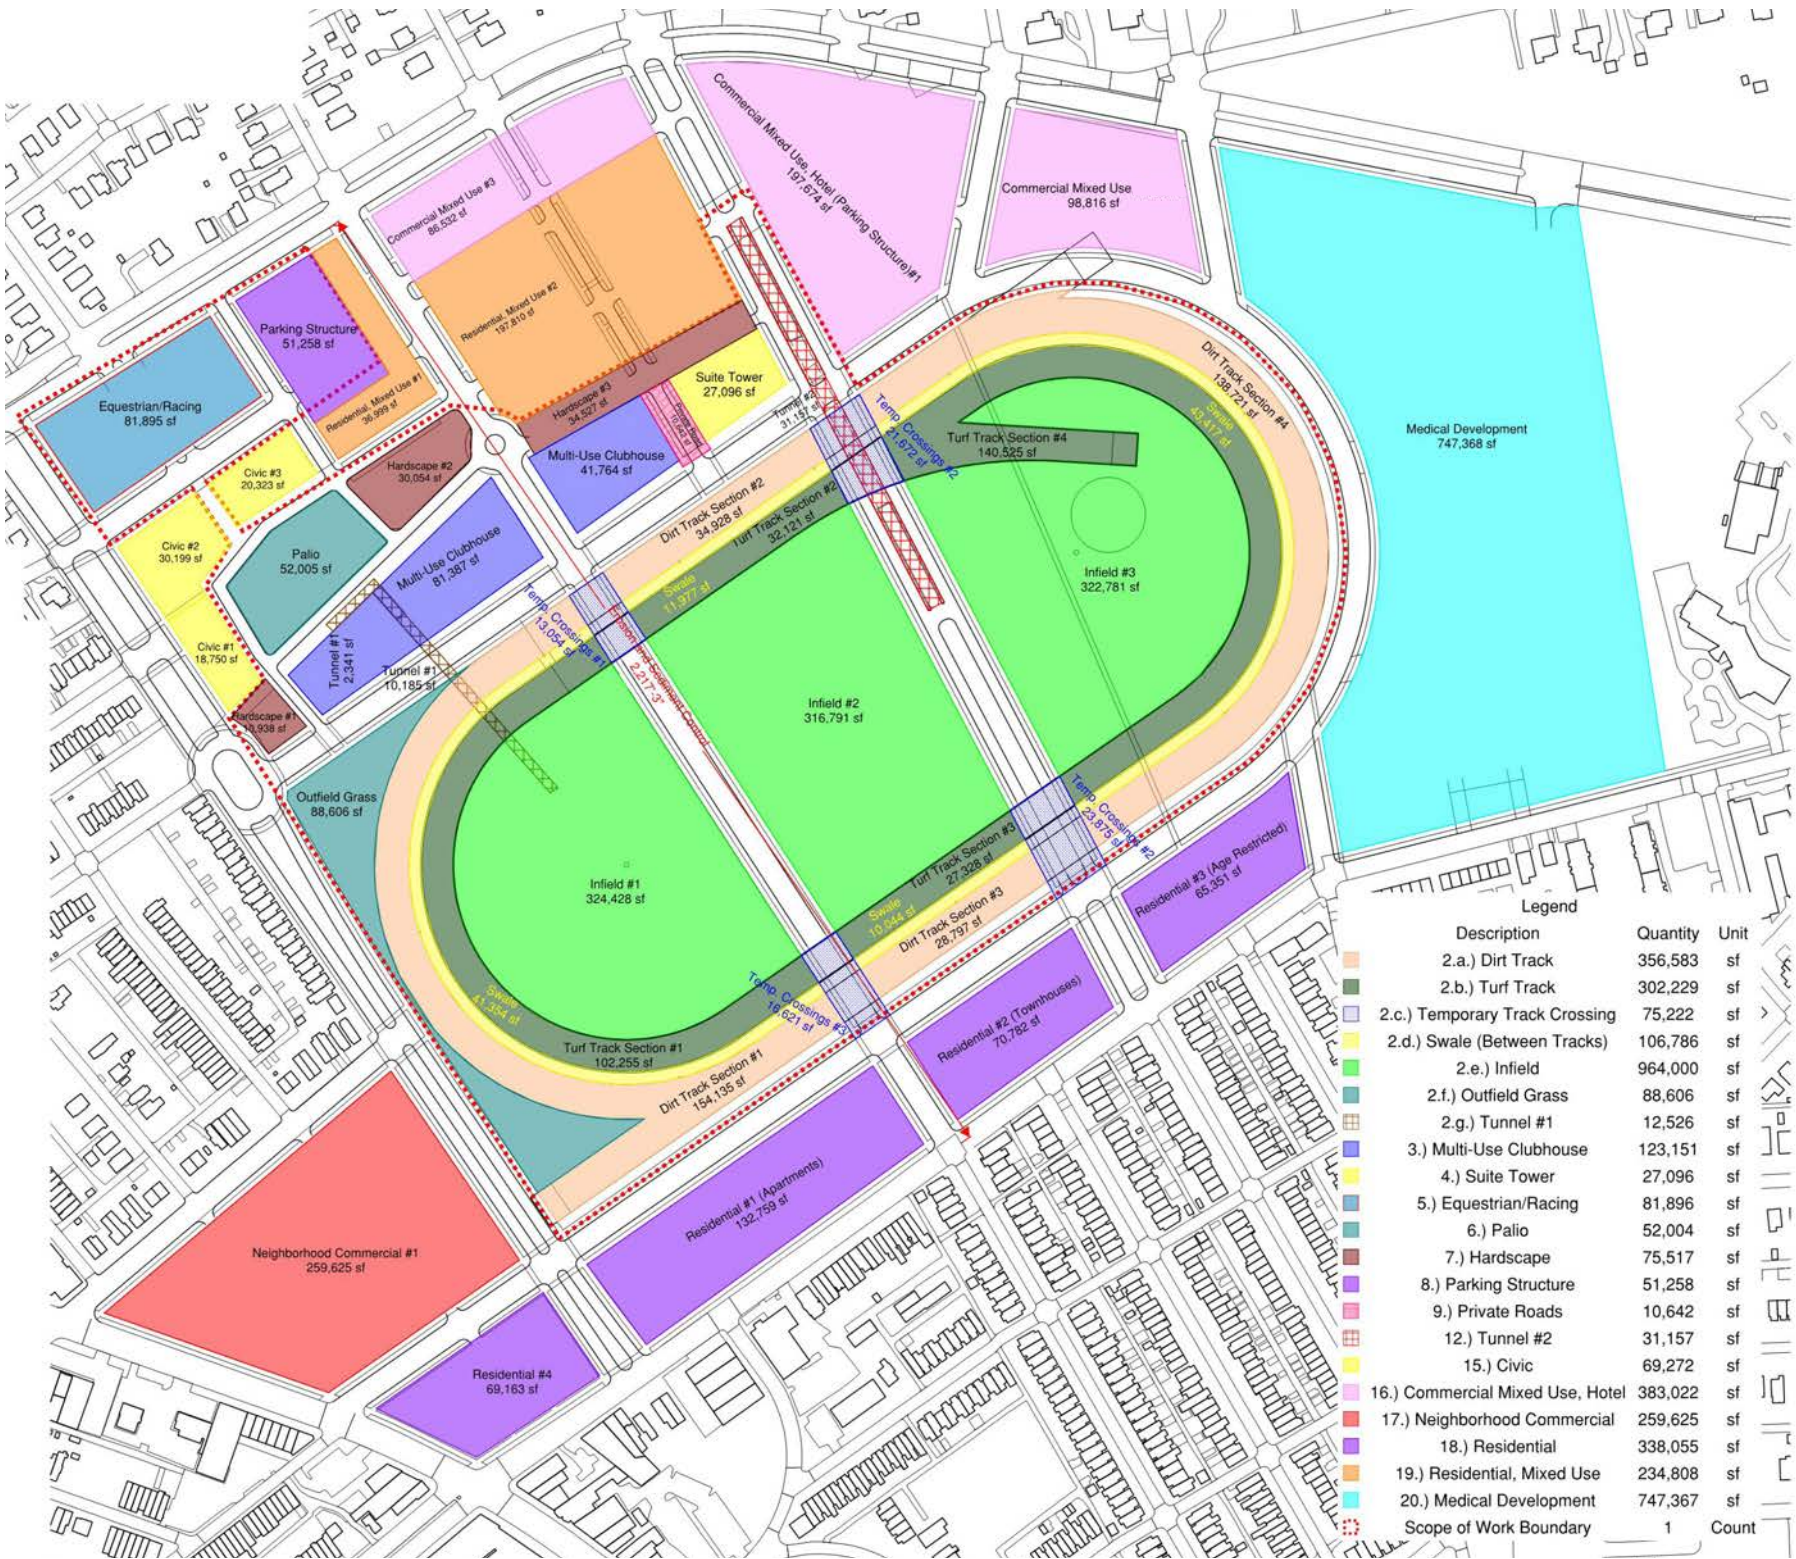 Commercial Mixed Use, Hotel (Parking Structure)#1
197,674 sf
Commercial Mixed Use
98,816 sf
Commercial Mixed Use #3
86,532 sf
Residential, Mixed Use #2
197,810 sf
Parking Structure
51,258 sf
Residential, Mixed Use #1
36,999 sf
Equestrian/Racing
81,895 sf
Hardscape #3
34,527 sf
Suite Tower
27,096 sf
Private Road
10,642 sf
Tunnel #2
31,157 sf
Multi-Use Clubhouse
41,764 sf
Temp. Crossings #2
21,672 sf
Dirt Track Section #4
138,721 sf
Swale
43,417 sf
Turf Track Section #4
140,525 sf
Medical Development
747,368 sf
Civic #3
20,323 sf
Hardscape #2
30,054 sf
Civic #2
30,199 sf
Palio
52,005 sf
Multi-Use Clubhouse
81,387 sf
Dirt Track Section #2
34,928 sf
Turf Track Section #2
32,121 sf
Swale
11,977 sf
Infield #3
322,781 sf
Temp. Crossings #1
13,054 sf
Erosion and Sediment Control
2,217'-3"
Civic #1
18,750 sf
Tunnel #1
2,341 sf
Tunnel #1
10,185 sf
Hardscape #1
10,938 sf
Infield #2
316,791 sf
Outfield Grass
88,606 sf
Infield #1
324,428 sf
Temp. Crossings #2
23,875 sf
Turf Track Section #3
27,328 sf
Swale
10,044 sf
Dirt Track Section #3
28,797 sf
Residential #3 (Age Restricted)
65,351 sf
Temp. Crossings #3
16,621 sf
Swale
41,354 sf
Turf Track Section #1
102,255 sf
Dirt Track Section #1
154,135 sf
Residential #2 (Townhouses)
70,782 sf
Residential #1 (Apartments)
132,759 sf
Neighborhood Commercial #1
259,625 sf
Residential #4
69,163 sf
Legend
Description Quantity Unit
2.a.) Dirt Track 356,583 sf
2.b.) Turf Track 302,229 sf
2.c.) Temporary Track Crossing 75,222 sf
2.d.) Swale (Between Tracks) 106,786 sf
2.e.) Infield 964,000 sf
2.f.) Outfield Grass 88,606 sf
2.g.) Tunnel #1 12,526 sf
3.) Multi-Use Clubhouse 123,151 sf
4.) Suite Tower 27,096 sf
5.) Equestrian/Racing 81,896 sf
6.) Palio 52,004 sf
7.) Hardscape 75,517 sf
8.) Parking Structure 51,258 sf
9.) Private Roads 10,642 sf
12.) Tunnel #2 31,157 sf
15.) Civic 69,272 sf
16.) Commercial Mixed Use, Hotel 383,022 sf
17.) Neighborhood Commercial 259,625 sf
18.) Residential 338,055 sf
19.) Residential, Mixed Use 234,808 sf
20.) Medical Development 747,367 sf
Scope of Work Boundary 1 Count